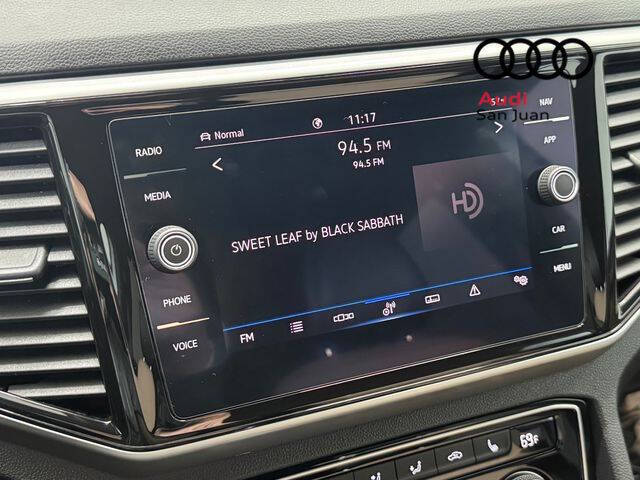 Audi
San Juan
Normal
11:17
RADIO
NAV
94.5 FM
94.5 FM
MEDIA
APP
HD
SWEET LEAF by BLACK SABBATH
CAR
PHONE
MENU
FM
VOICE
69°F